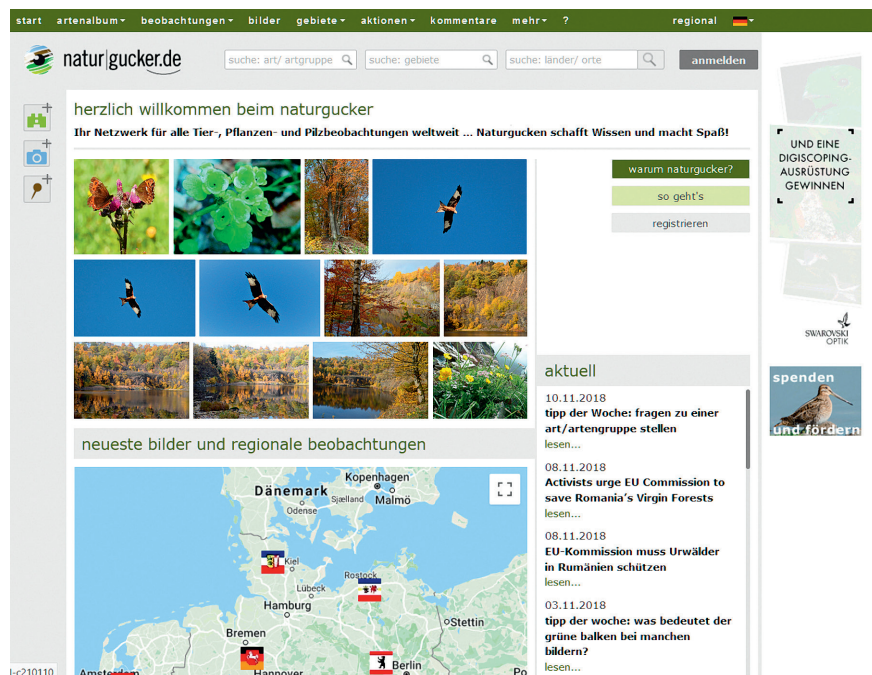 start artenalbum beobachtungen bilder gebiete aktionen kommentare mehr ? regional
natur|gucker.de
suche: art/ artgruppe suche: gebiete suche: länder/ orte anmelden
herzlich willkommen beim naturgucker
Ihr Netzwerk für alle Tier-, Pflanzen- und Pilzbeobachtungen weltweit ... Naturgucken schafft Wissen und macht Spaß!
warum naturgucker?
so geht's
registrieren
neueste bilder und regionale beobachtungen
Kopenhagen
Dänemark
Sjælland
Malmö
Odense
Kiel
Rostock
Lübeck
Hamburg
Stettin
Bremen
Berlin
Amsterdam
Hannover
Po
aktuell
10.11.2018
tipp der Woche: fragen zu einer
art/artengruppe stellen
lesen...
08.11.2018
Activists urge EU Commission to
save Romania’s Virgin Forests
lesen...
08.11.2018
EU-Kommission muss Urwälder
in Rumänien schützen
lesen...
03.11.2018
tipp der woche: was bedeutet der
grüne balken bei manchen
bildern?
lesen...
UND EINE
DIGISCOPING-
AUSRÜSTUNG
GEWINNEN
SWAROVSKI
OPTIK
spenden
und fördern
l-c210110